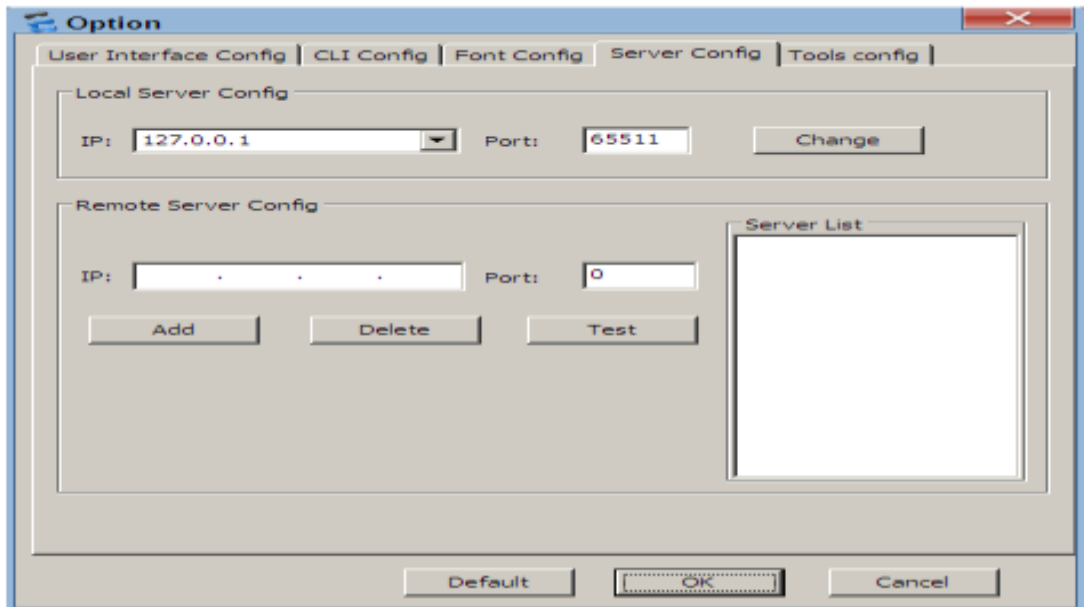 Option
User Interface Config CLI Config Font Config Server Config Tools config
Local Server Config
IP: 127.0.0.1 Port: 65511 Change
Remote Server Config
Server List
IP: . . . Port: 0
Add Delete Test
Default OK Cancel